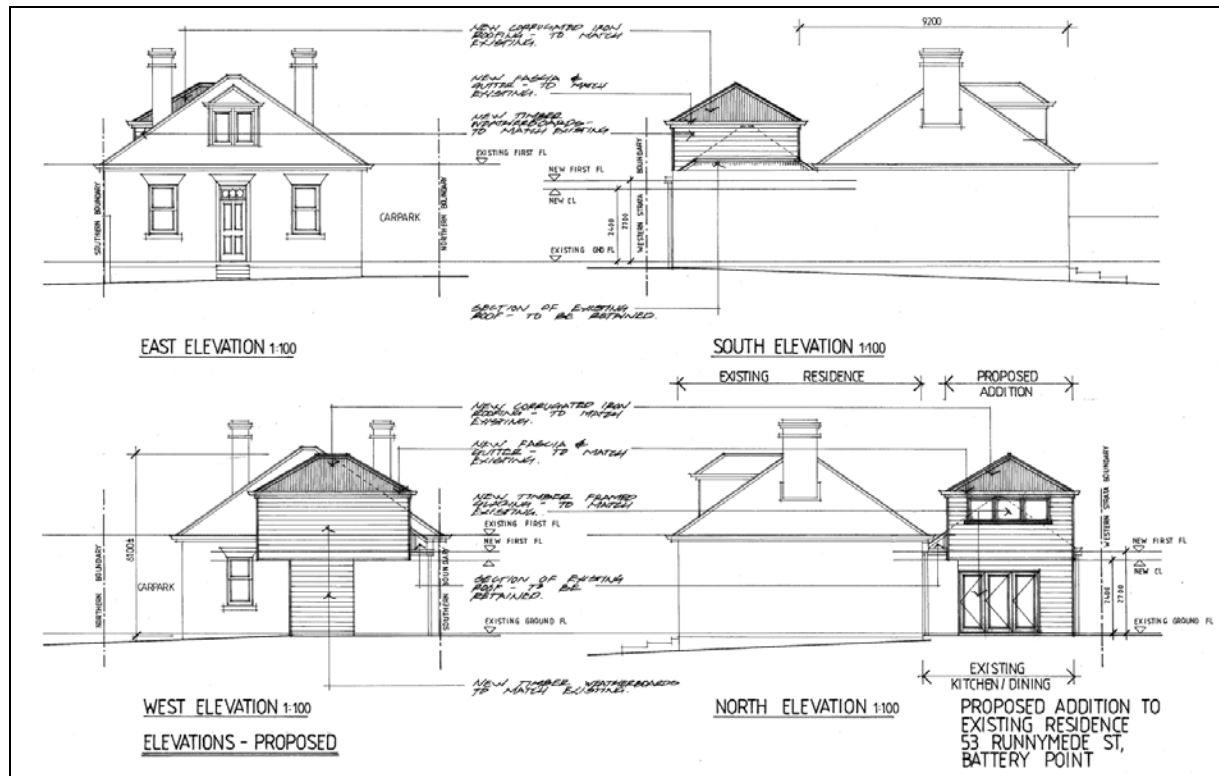 NEW CORRUGATED IRON
ROOFING - TO MATCH
EXISTING.
NEW FASCIA &
GUTTER - TO MATCH
EXISTING.
NEW TIMBER
WEATHERBOARDS-
TO MATCH EXISTING
EXISTING FIRST FL
NEW FIRST FL
NEW CL
EXISTING GND FL
SOUTHERN BOUNDARY
NORTHERN BOUNDARY
CARPARK
9200
WESTERN STRATA BOUNDARY
2400
2700
SECTION OF EXISTING
ROOF - TO BE RETAINED.
EAST ELEVATION 1:100
SOUTH ELEVATION 1:100
EXISTING RESIDENCE
PROPOSED
ADDITION
NEW CORRUGATED IRON
ROOFING - TO MATCH
EXISTING.
NEW FASCIA &
GUTTER - TO MATCH
EXISTING.
NEW TIMBER FRAMED
GLAZING - TO MATCH
EXISTING.
EXISTING FIRST FL
NEW FIRST FL
SECTION OF EXISTING
ROOF - TO BE
RETAINED.
EXISTING GROUND FL
6100±
NORTHERN BOUNDARY
CARPARK
SOUTHERN BOUNDARY
WESTERN STRATA BOUNDARY
NEW FIRST FL
NEW CL
2400
2700
EXISTING GROUND FL
NEW TIMBER WEATHERBOARDS
TO MATCH EXISTING.
EXISTING
KITCHEN/DINING
WEST ELEVATION 1:100
NORTH ELEVATION 1:100
ELEVATIONS - PROPOSED
PROPOSED ADDITION TO
EXISTING RESIDENCE
53 RUNNYMEDE ST,
BATTERY POINT